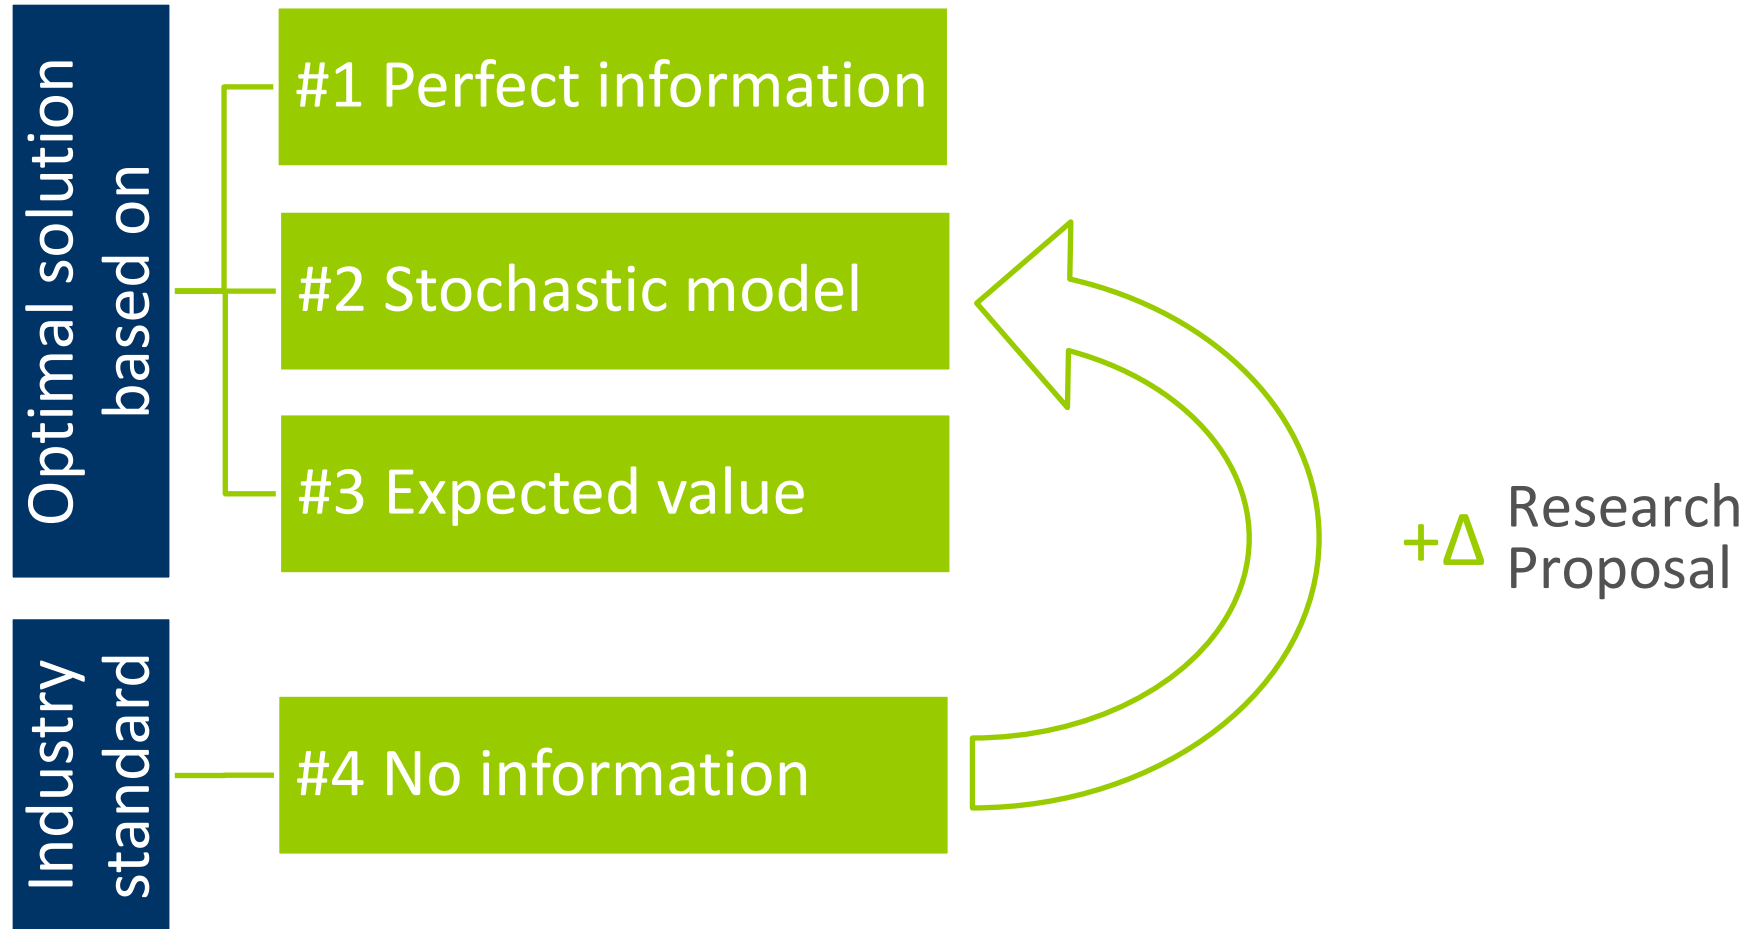 Optimal solution
based on
#1 Perfect information
#2 Stochastic model
#3 Expected value
Industry
standard
#4 No information
+Δ
Research
Proposal